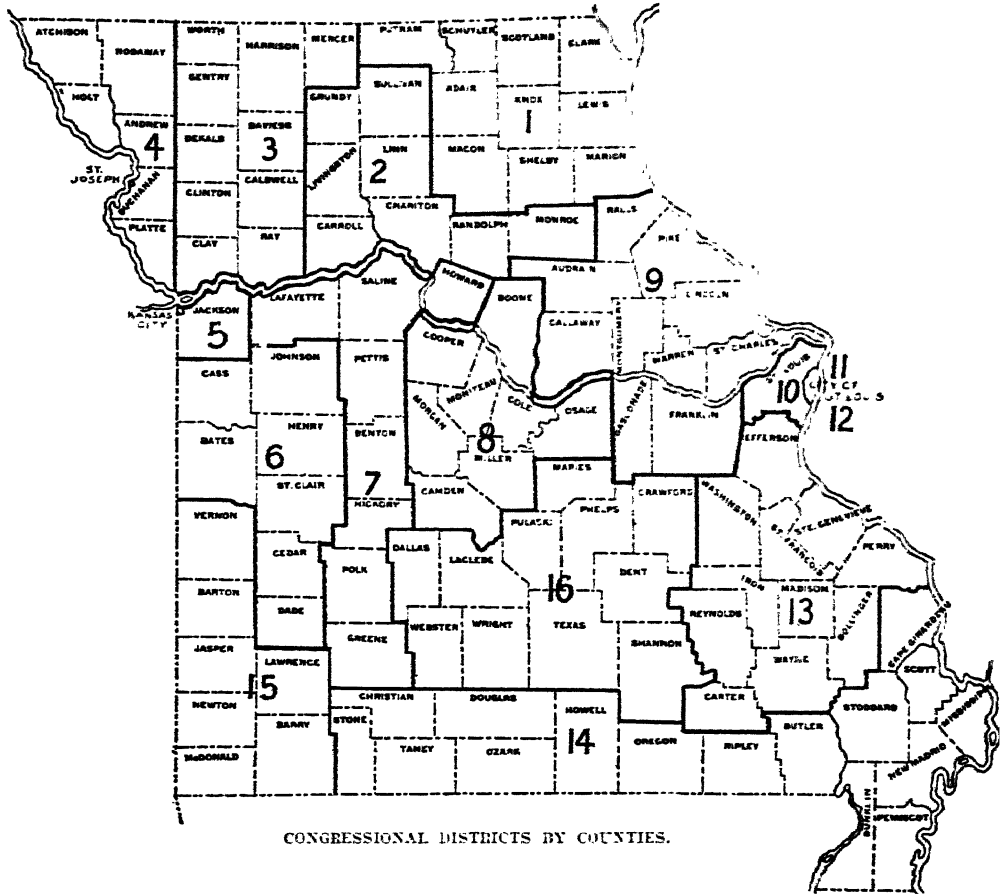 ATCHISON
NODAWAY
WORTH
HARRISON
MERCER
PUTNAM
SCHUYLER
SCOTLAND
CLARK
GENTRY
SULLIVAN
ADAIR
KNOX
LEWIS
HOLT
GRUNDY
ANDREW
DEKALB
DAVIESS
1
4
3
LINN
MACON
SHELBY
MARION
ST.
JOSEPH
BUCHANAN
CLINTON
CALDWELL
LIVINGSTON
2
CHARITON
RALLS
PLATTE
CLAY
RAY
CARROLL
RANDOLPH
MONROE
PIKE
SALINE
HOWARD
AUDRAIN
9
KANSAS
CITY
JACKSON
5
LAFAYETTE
BOONE
LINCOLN
CALLAWAY
COOPER
WARREN
ST. CHARLES
CASS
JOHNSON
PETTIS
MORGAN
MONITEAU
COLE
OSAGE
GASCONADE
FRANKLIN
10
11
CITY OF
ST LOUIS
12
JEFFERSON
BATES
HENRY
6
BENTON
8
MILLER
MARIES
ST. CLAIR
7
HICKORY
CAMDEN
CRAWFORD
WASHINGTON
STE. GENEVIEVE
ST. FRANCOIS
PERRY
VERNON
CEDAR
POLK
DALLAS
LACLEDE
PULASKI
PHELPS
DENT
IRON
MADISON
13
BARTON
DADE
16
REYNOLDS
BOLLINGER
CAPE GIRARDEAU
JASPER
GREENE
WEBSTER
WRIGHT
TEXAS
SHANNON
WAYNE
LAWRENCE
15
NEWTON
CHRISTIAN
DOUGLAS
HOWELL
CARTER
SCOTT
STODDARD
MISSISSIPPI
BARRY
STONE
14
OREGON
RIPLEY
BUTLER
McDONALD
TANEY
OZARK
NEW MADRID
DUNKLIN
PEMISCOT
CONGRESSIONAL DISTRICTS BY COUNTIES.